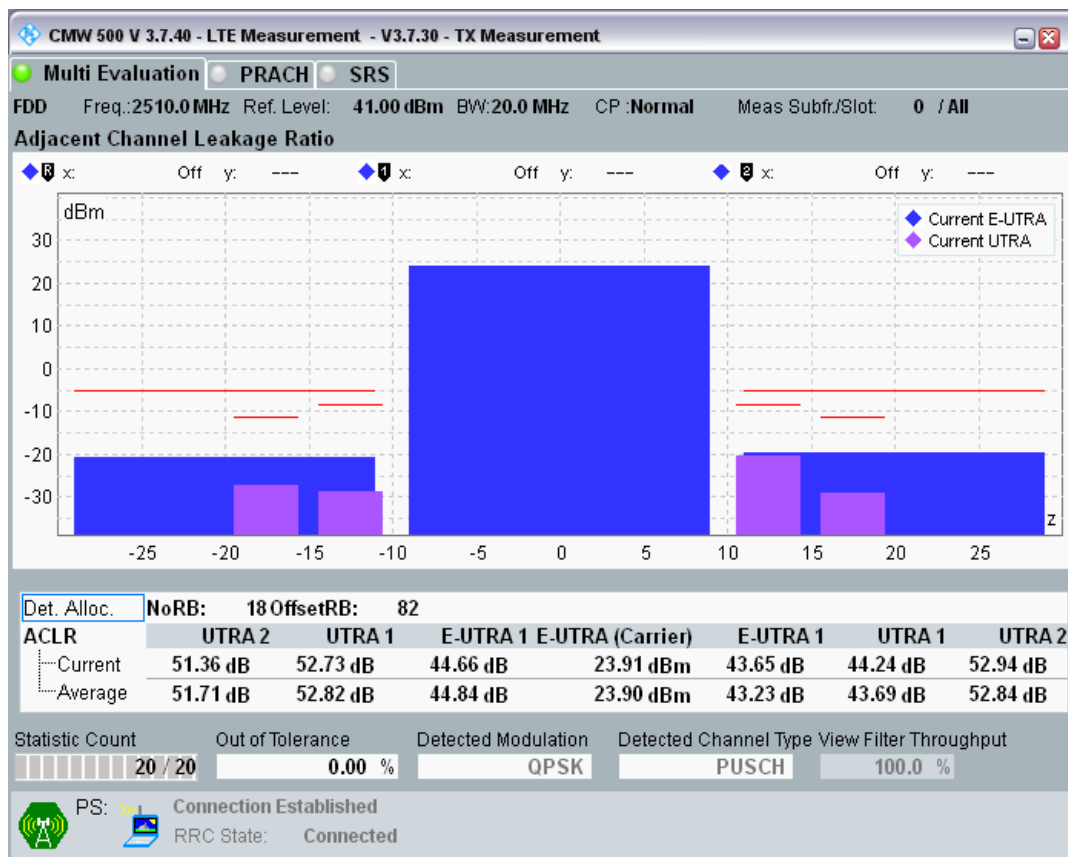 CMW 500 V 3.7.40 - LTE Measurement - V3.7.30 - TX Measurement
Multi Evaluation PRACH SRS
FDD Freq.:2510.0 MHz Ref. Level: 41.00 dBm BW:20.0 MHz CP :Normal Meas Subfr./Slot: 0 / All
Adjacent Channel Leakage Ratio
R x: Off y: --- 1 x: Off y: --- 2 x: Off y: ---
dBm
Current E-UTRA
Current UTRA
30
20
10
0
-10
-20
-30
z
-25 -20 -15 -10 -5 0 5 10 15 20 25
Det. Alloc. NoRB: 18 OffsetRB: 82
ACLR UTRA 2 UTRA 1 E-UTRA 1 E-UTRA (Carrier) E-UTRA 1 UTRA 1 UTRA 2
Current 51.36 dB 52.73 dB 44.66 dB 23.91 dBm 43.65 dB 44.24 dB 52.94 dB
Average 51.71 dB 52.82 dB 44.84 dB 23.90 dBm 43.23 dB 43.69 dB 52.84 dB
Statistic Count Out of Tolerance Detected Modulation Detected Channel Type View Filter Throughput
20 / 20 0.00 % QPSK PUSCH 100.0 %
PS: Connection Established
RRC State: Connected